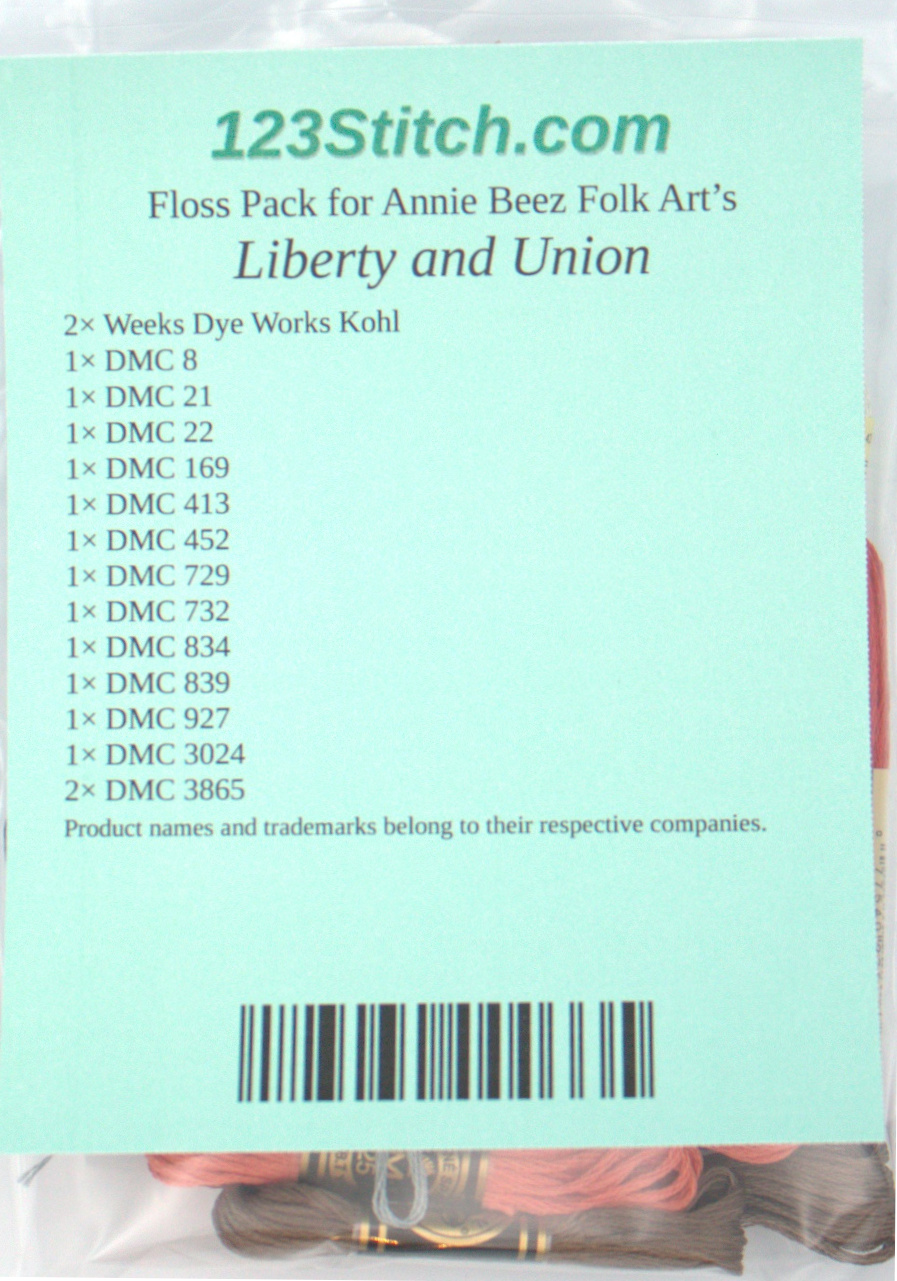 123Stitch.com
Floss Pack for Annie Beez Folk Art’s
Liberty and Union
2× Weeks Dye Works Kohl
1× DMC 8
1× DMC 21
1× DMC 22
1× DMC 169
1× DMC 413
1× DMC 452
1× DMC 729
1× DMC 732
1× DMC 834
1× DMC 839
1× DMC 927
1× DMC 3024
2× DMC 3865
Product names and trademarks belong to their respective companies.